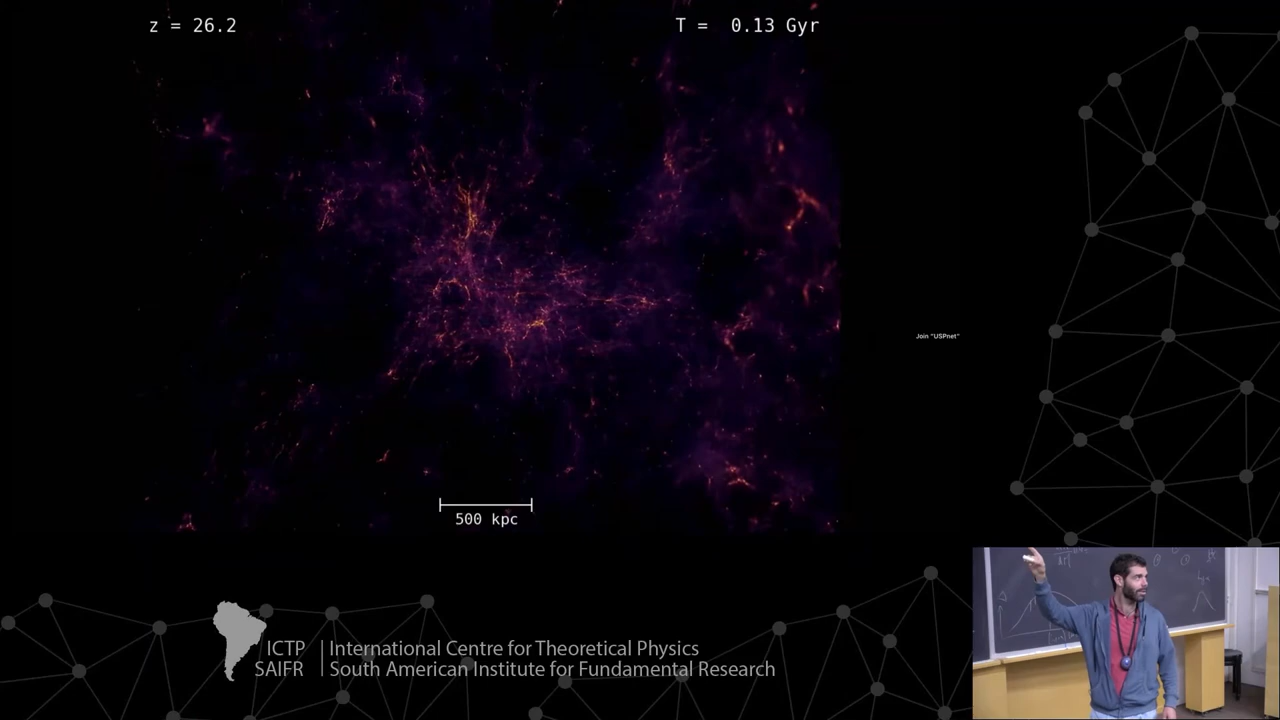 z = 26.2
T = 0.13 Gyr
Join "USPnet"
500 kpc
ICTP
SAIFR
International Centre for Theoretical Physics
South American Institute for Fundamental Research